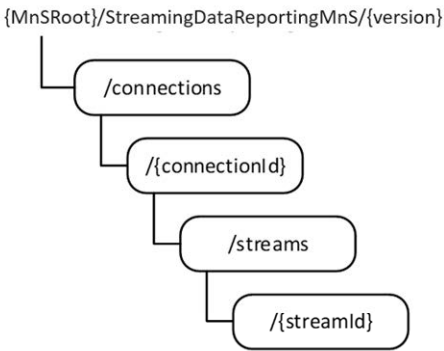 {MnSRoot}/StreamingDataReportingMnS/{version}
/connections
/{connectionId}
/streams
/{streamId}